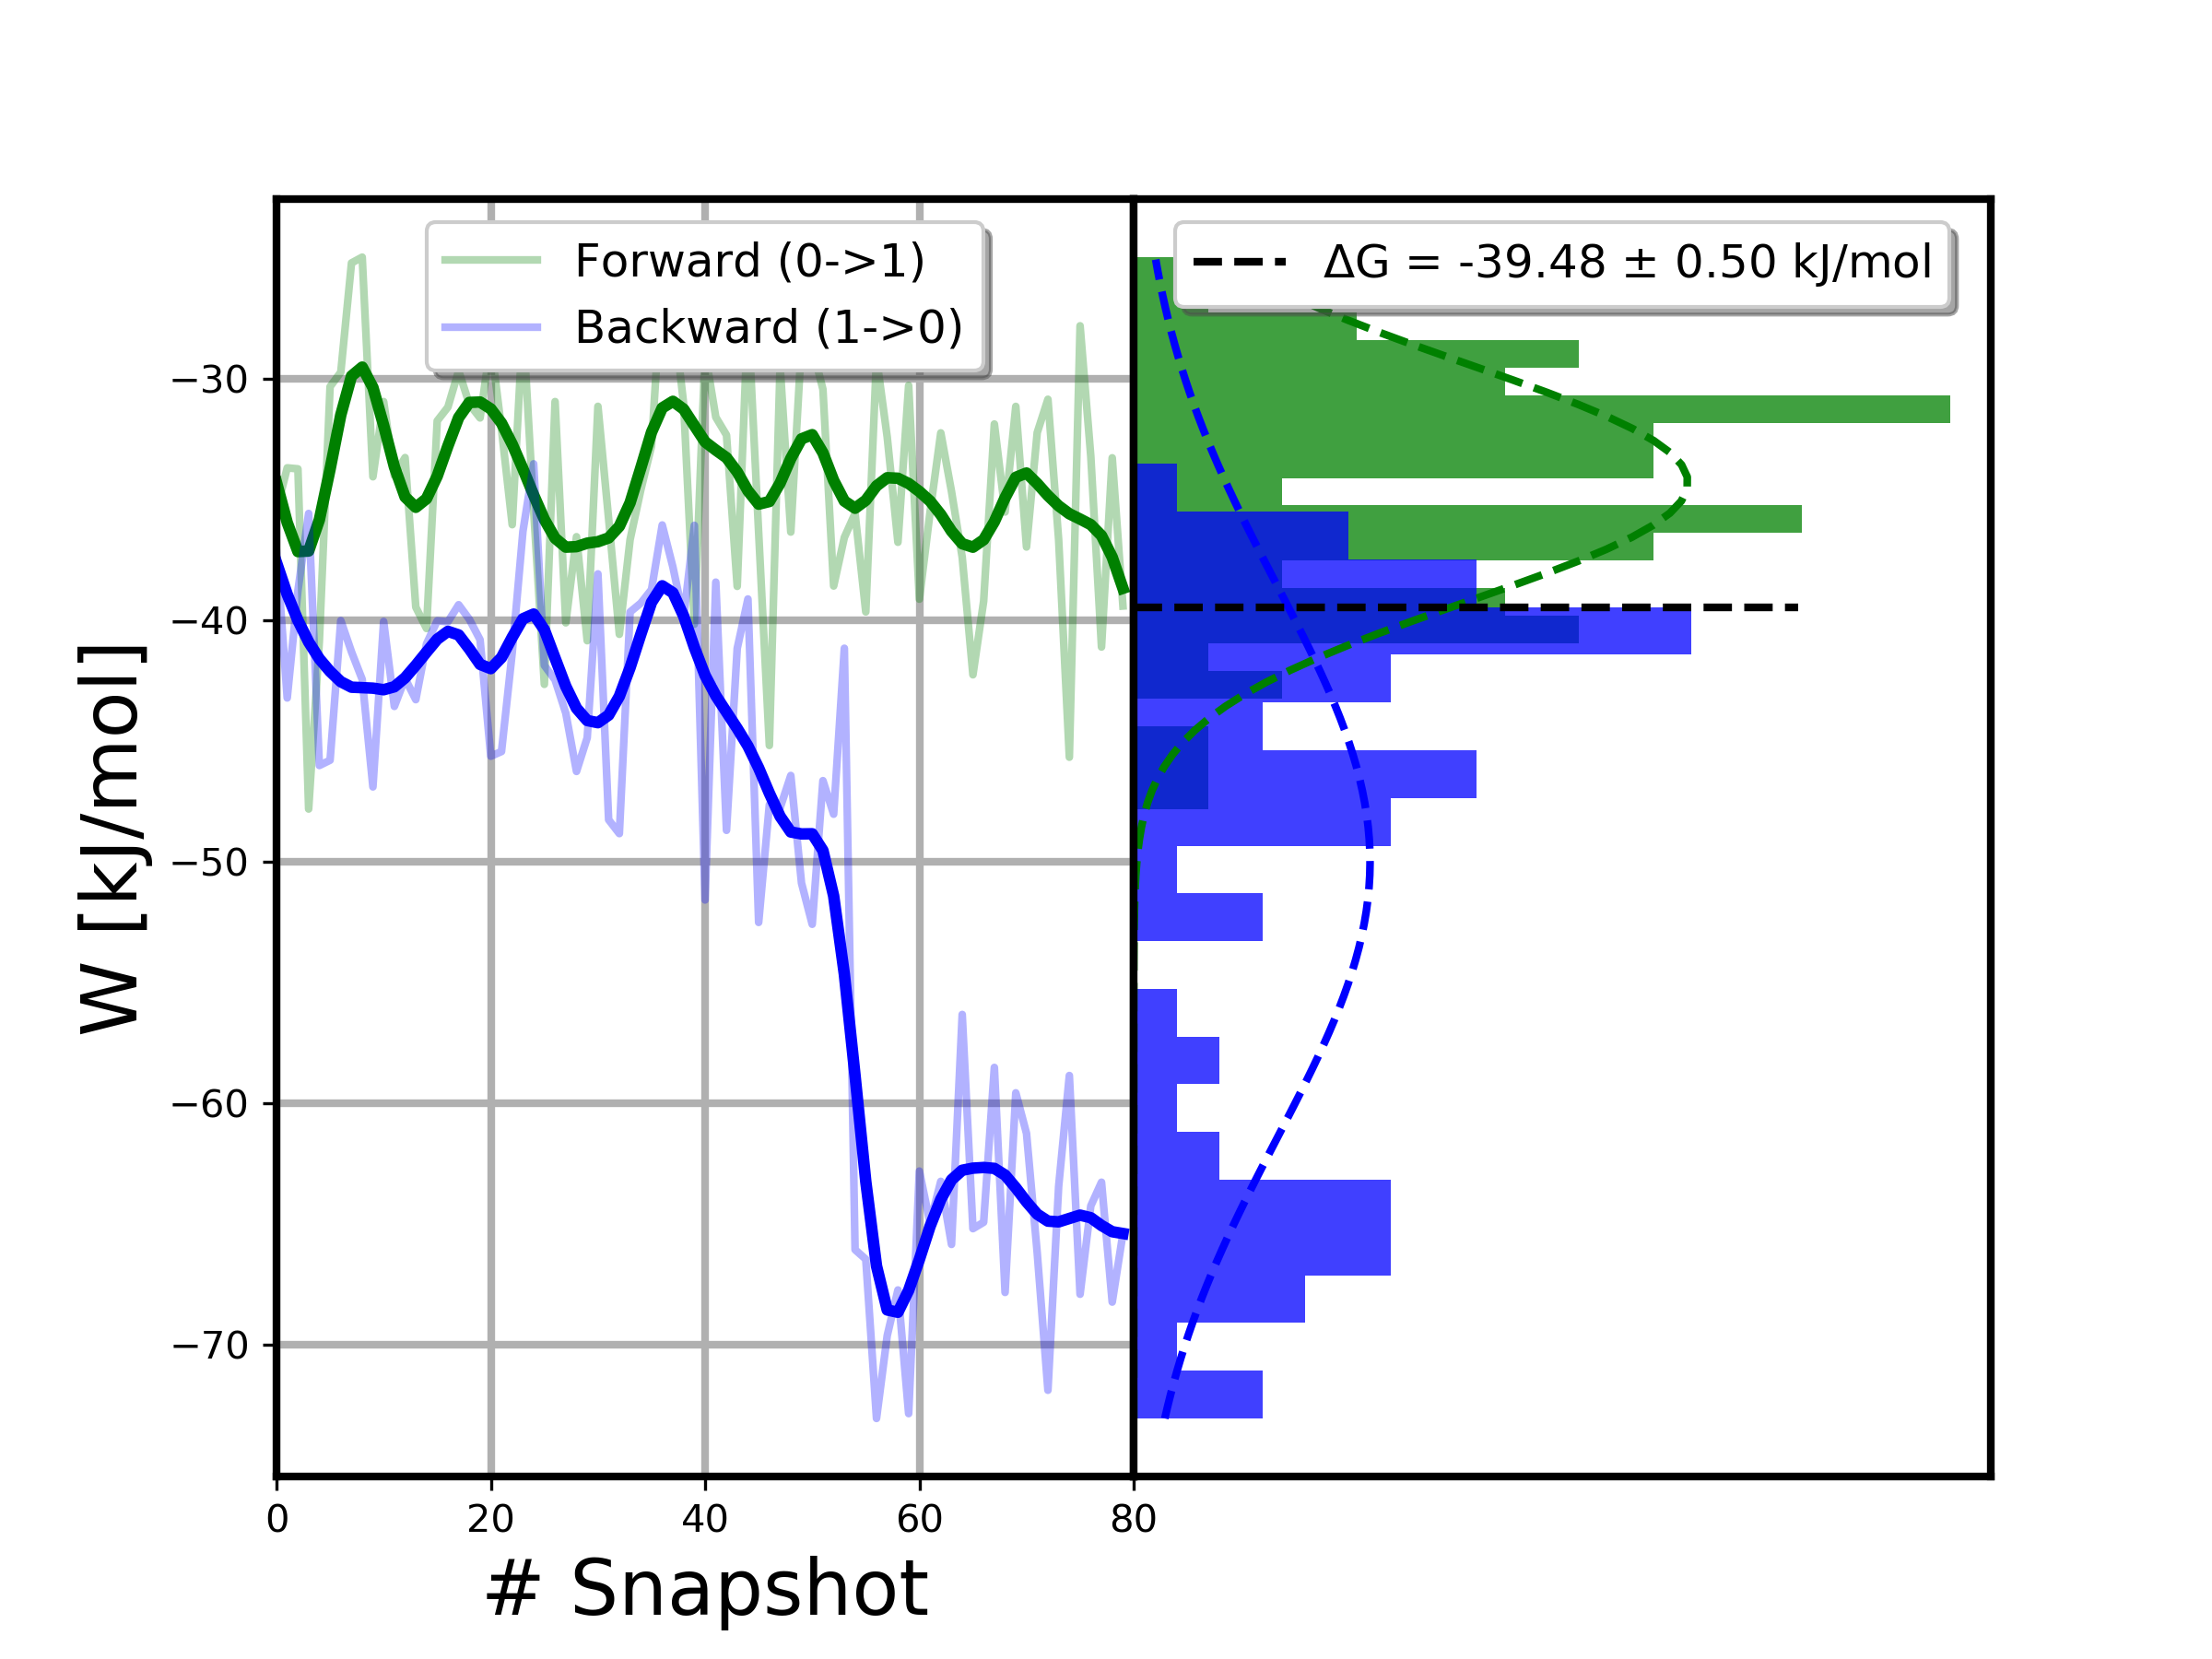 Forward (0->1)
Backward (1->0)
ΔG = -39.48 ± 0.50 kJ/mol
W [kJ/mol]
−30
−40
−50
−60
−70
0 20 40 60 80
# Snapshot